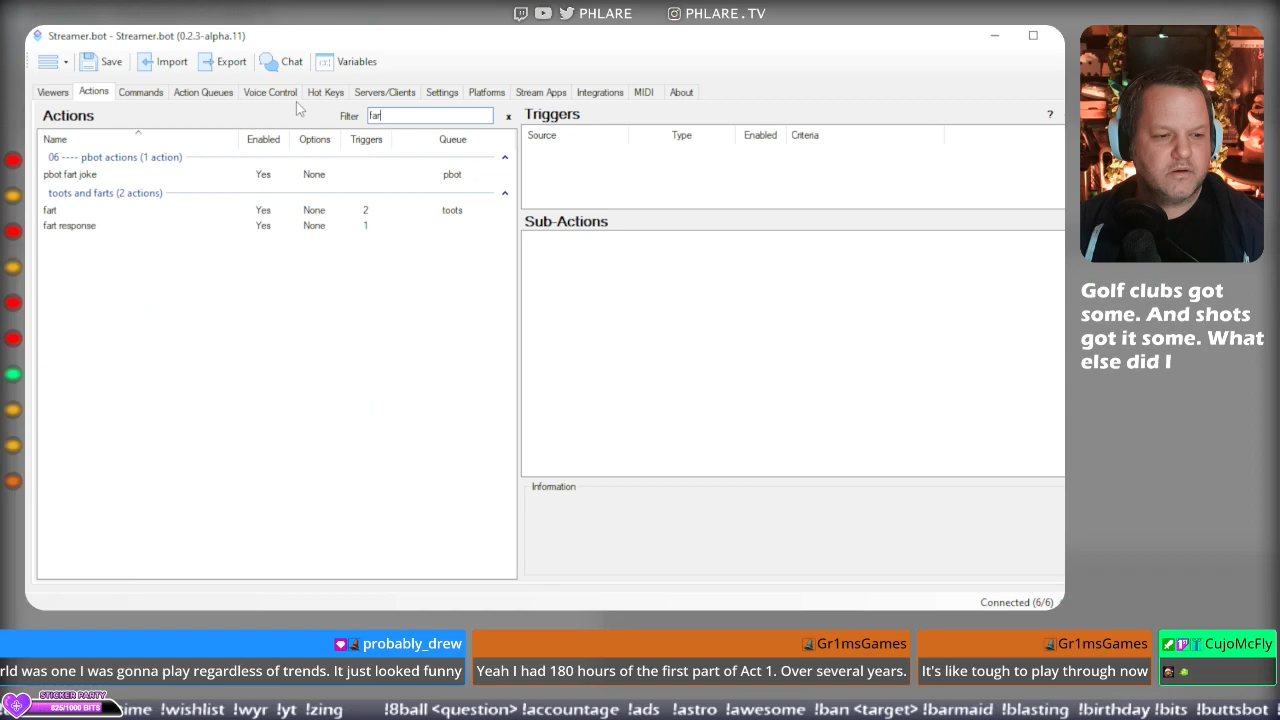 PHLARE PHLARE.TV
Streamer.bot - Streamer.bot (0.2.3-alpha.11)
Save Import Export Chat Variables
Viewers Actions Commands Action Queues Voice Control Hot Keys Servers/Clients Settings Platforms Stream Apps Integrations MIDI About
Actions Filter far x
Name Enabled Options Triggers Queue
06 ---- pbot actions (1 action)
pbot fart joke Yes None pbot
toots and farts (2 actions)
fart Yes None 2 toots
fart response Yes None 1
Triggers ?
Source Type Enabled Criteria
Sub-Actions
Information
Connected (6/6)
Golf clubs got
some. And shots
got it some. What
else did I
probably_drew
rld was one I was gonna play regardless of trends. It just looked funny
Gr1msGames
Yeah I had 180 hours of the first part of Act 1. Over several years.
Gr1msGames
It's like tough to play through now
CujoMcFly
STICKER PARTY
825/1000 BITS
ime !wishlist !wyr !yt !zing !8ball <question> !accountage !ads !astro !awesome !ban <target> !barmaid !bits !birthday !blasting !buttsbot